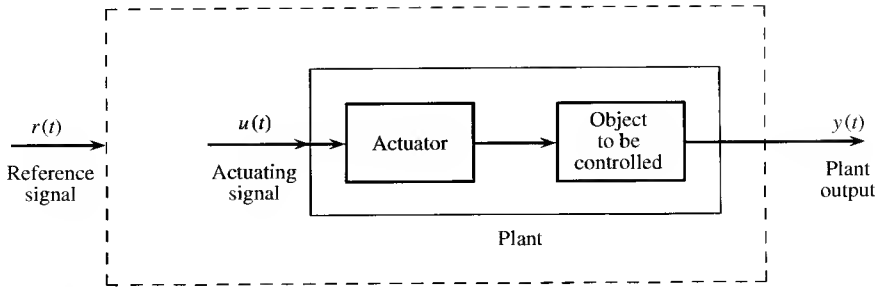 r(t)
Reference
signal
u(t)
Actuating
signal
Actuator
Object
to be
controlled
Plant
y(t)
Plant
output